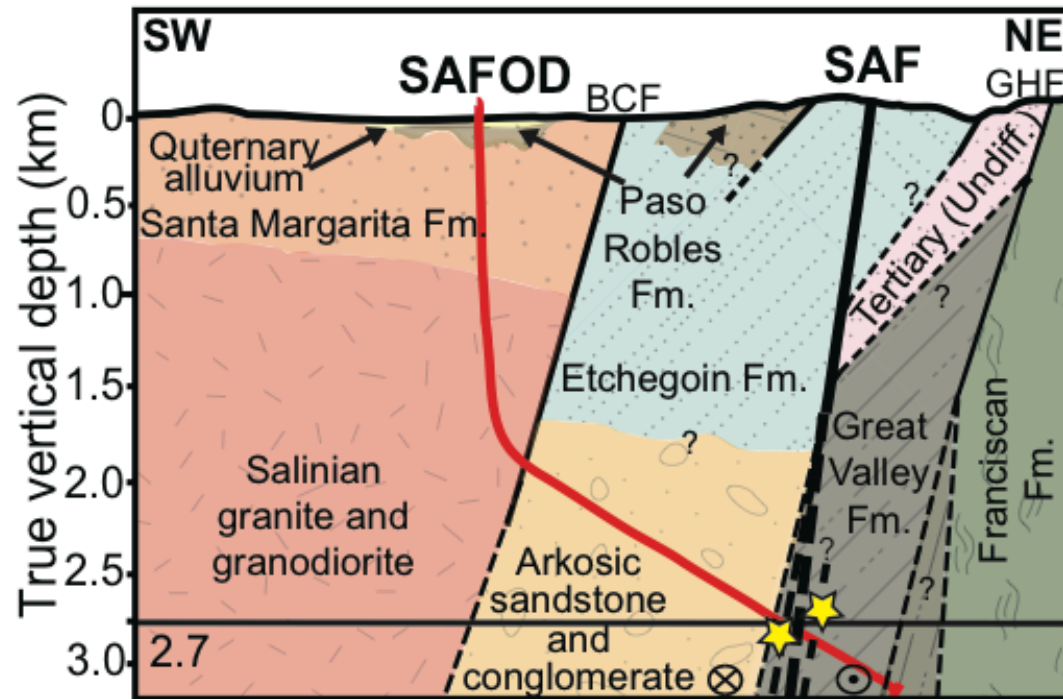 SW
NE
SAFOD
SAF
BCF
GHF
True vertical depth (km)
0
0.5
1.0
1.5
2.0
2.5
3.0
2.7
Quternary
alluvium
Santa Margarita Fm.
Paso
Robles
Fm.
?
?
Tertiary (Undiff.)
?
Etchegoin Fm.
?
Great
Valley
Fm.
?
?
Franciscan
Fm.
Salinian
granite and
granodiorite
Arkosic
sandstone
and
conglomerate